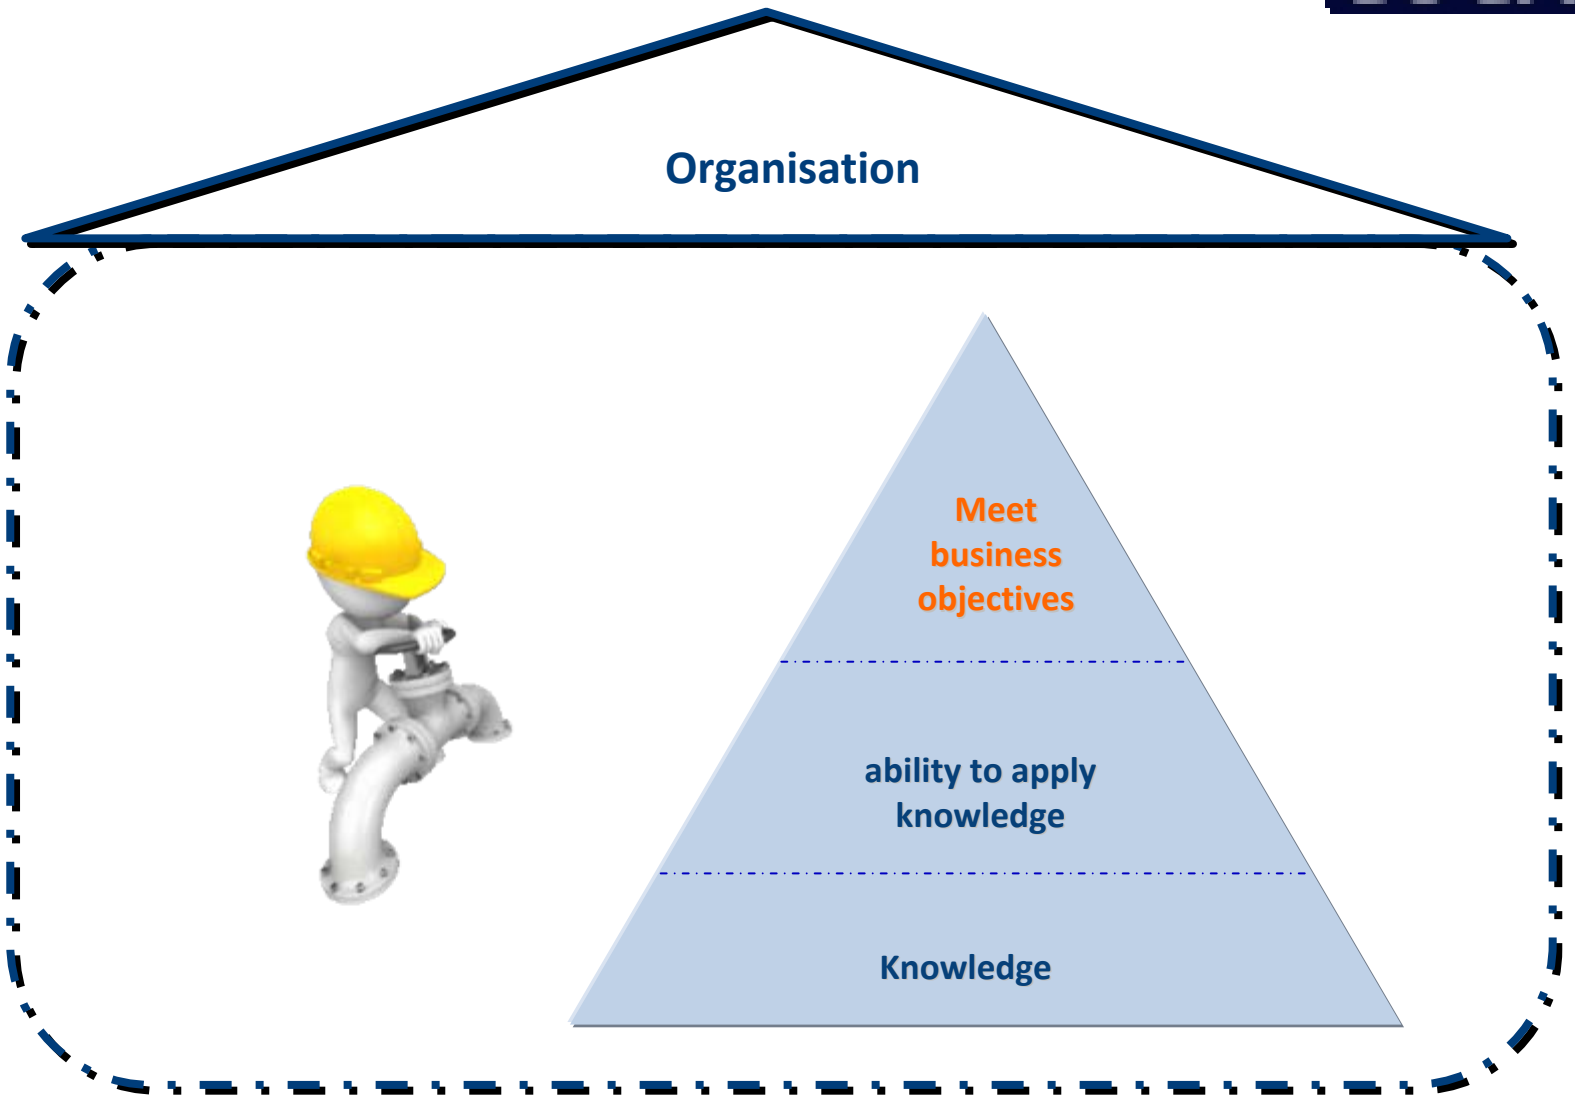 Organisation
Meet
business
objectives
ability to apply
knowledge
Knowledge